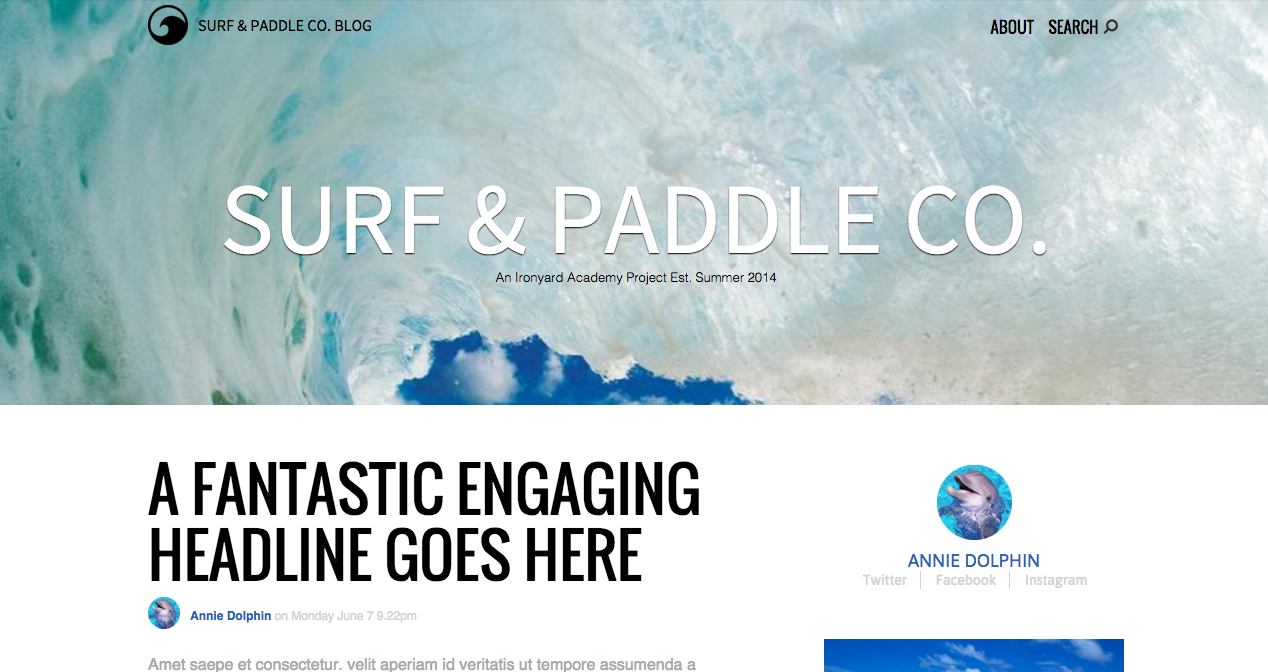 SURF & PADDLE CO. BLOG
ABOUT SEARCH
SURF & PADDLE CO.
An Ironyard Academy Project Est. Summer 2014
A FANTASTIC ENGAGING
HEADLINE GOES HERE
Annie Dolphin on Monday June 7 9.22pm
Amet saepe et consectetur. velit aperiam id veritatis ut tempore assumenda a
ANNIE DOLPHIN
Twitter Facebook Instagram